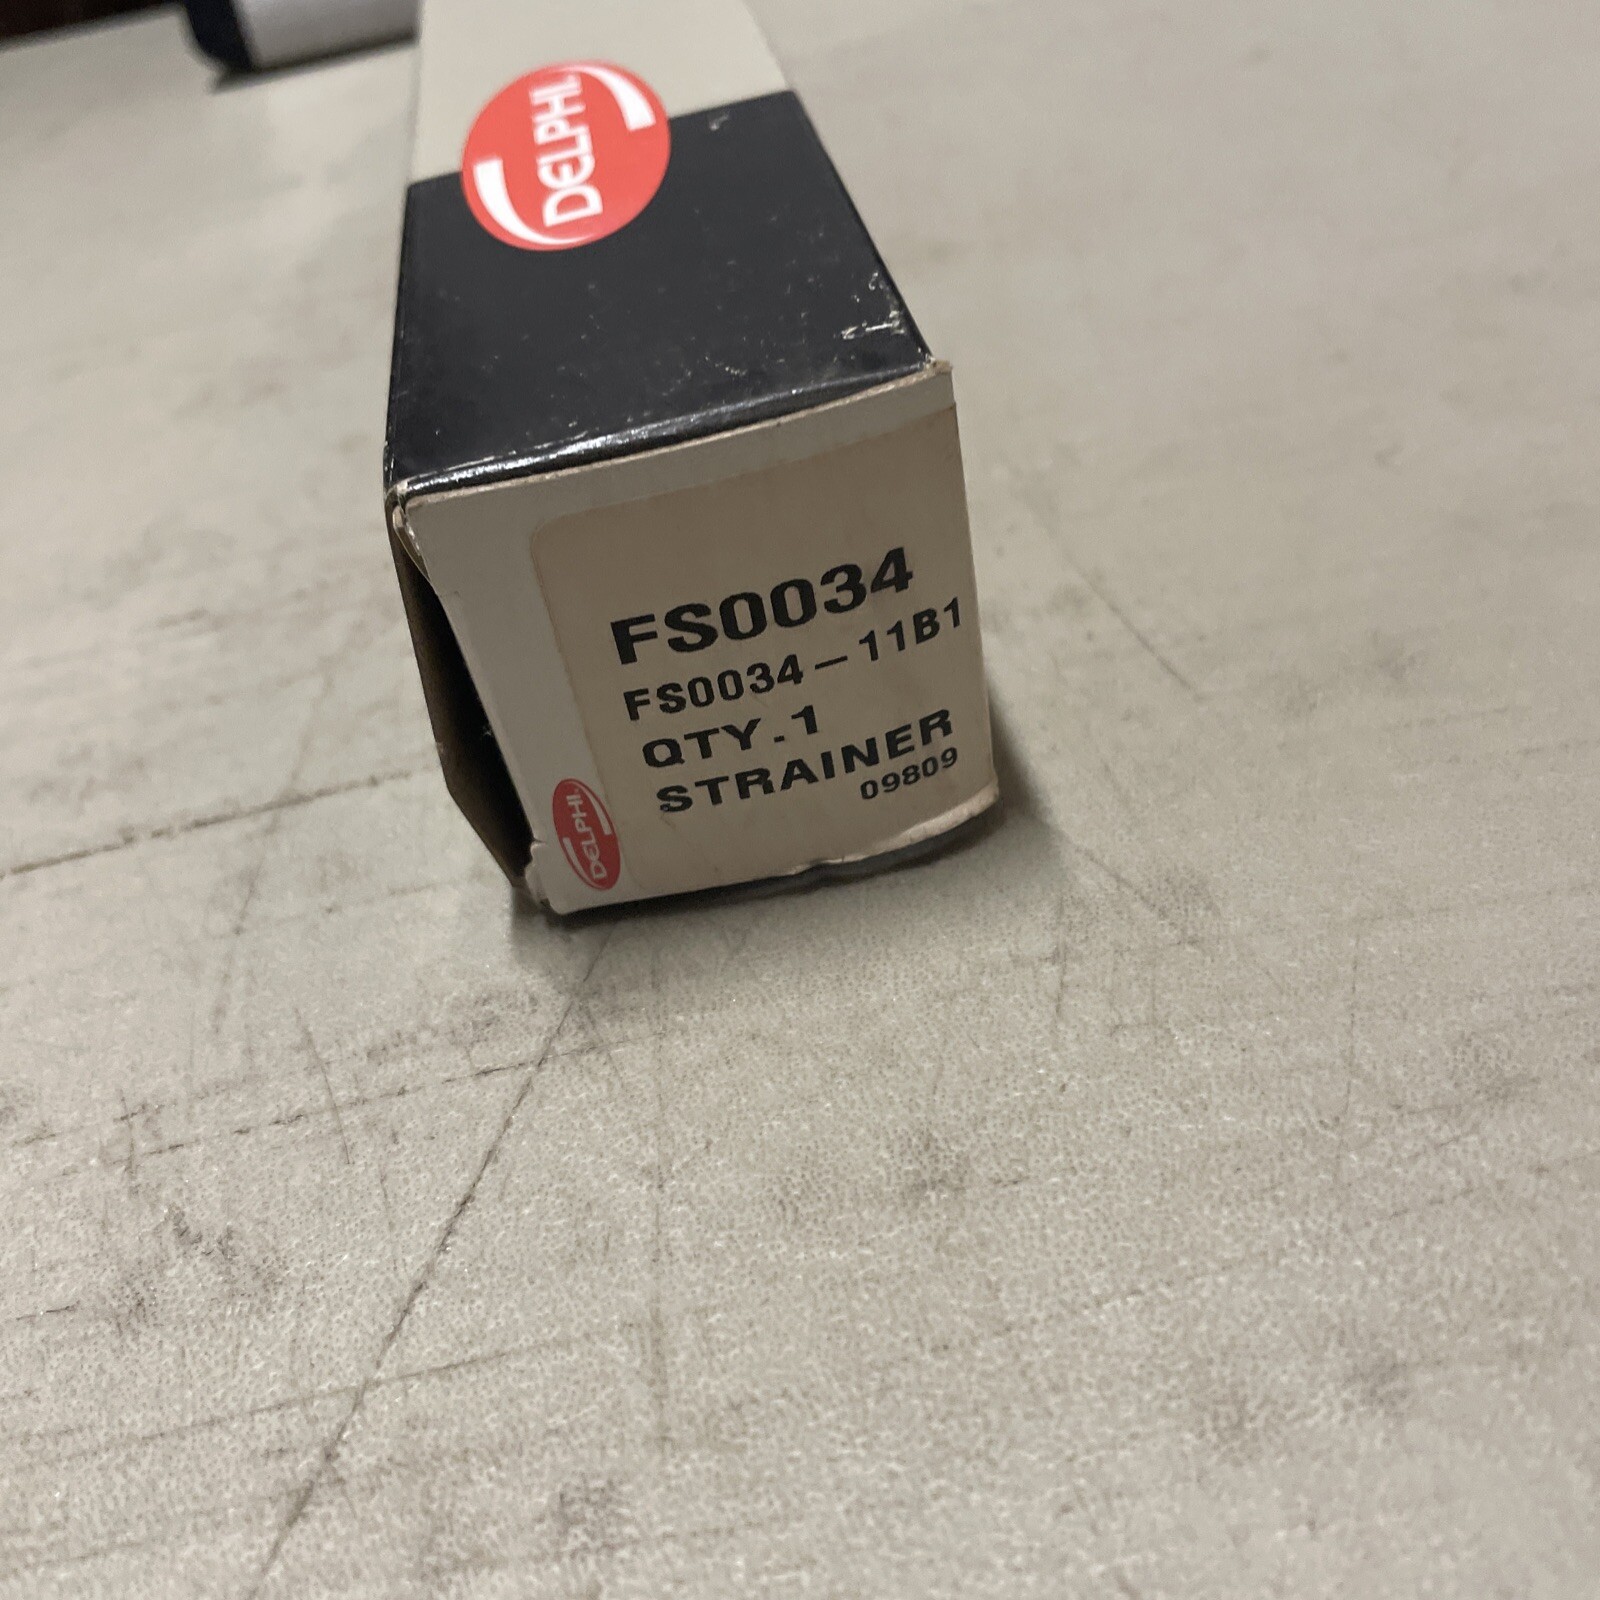 DELPHI
FS0034
FS0034-11B1
QTY.1
STRAINER
09809
DELPHI